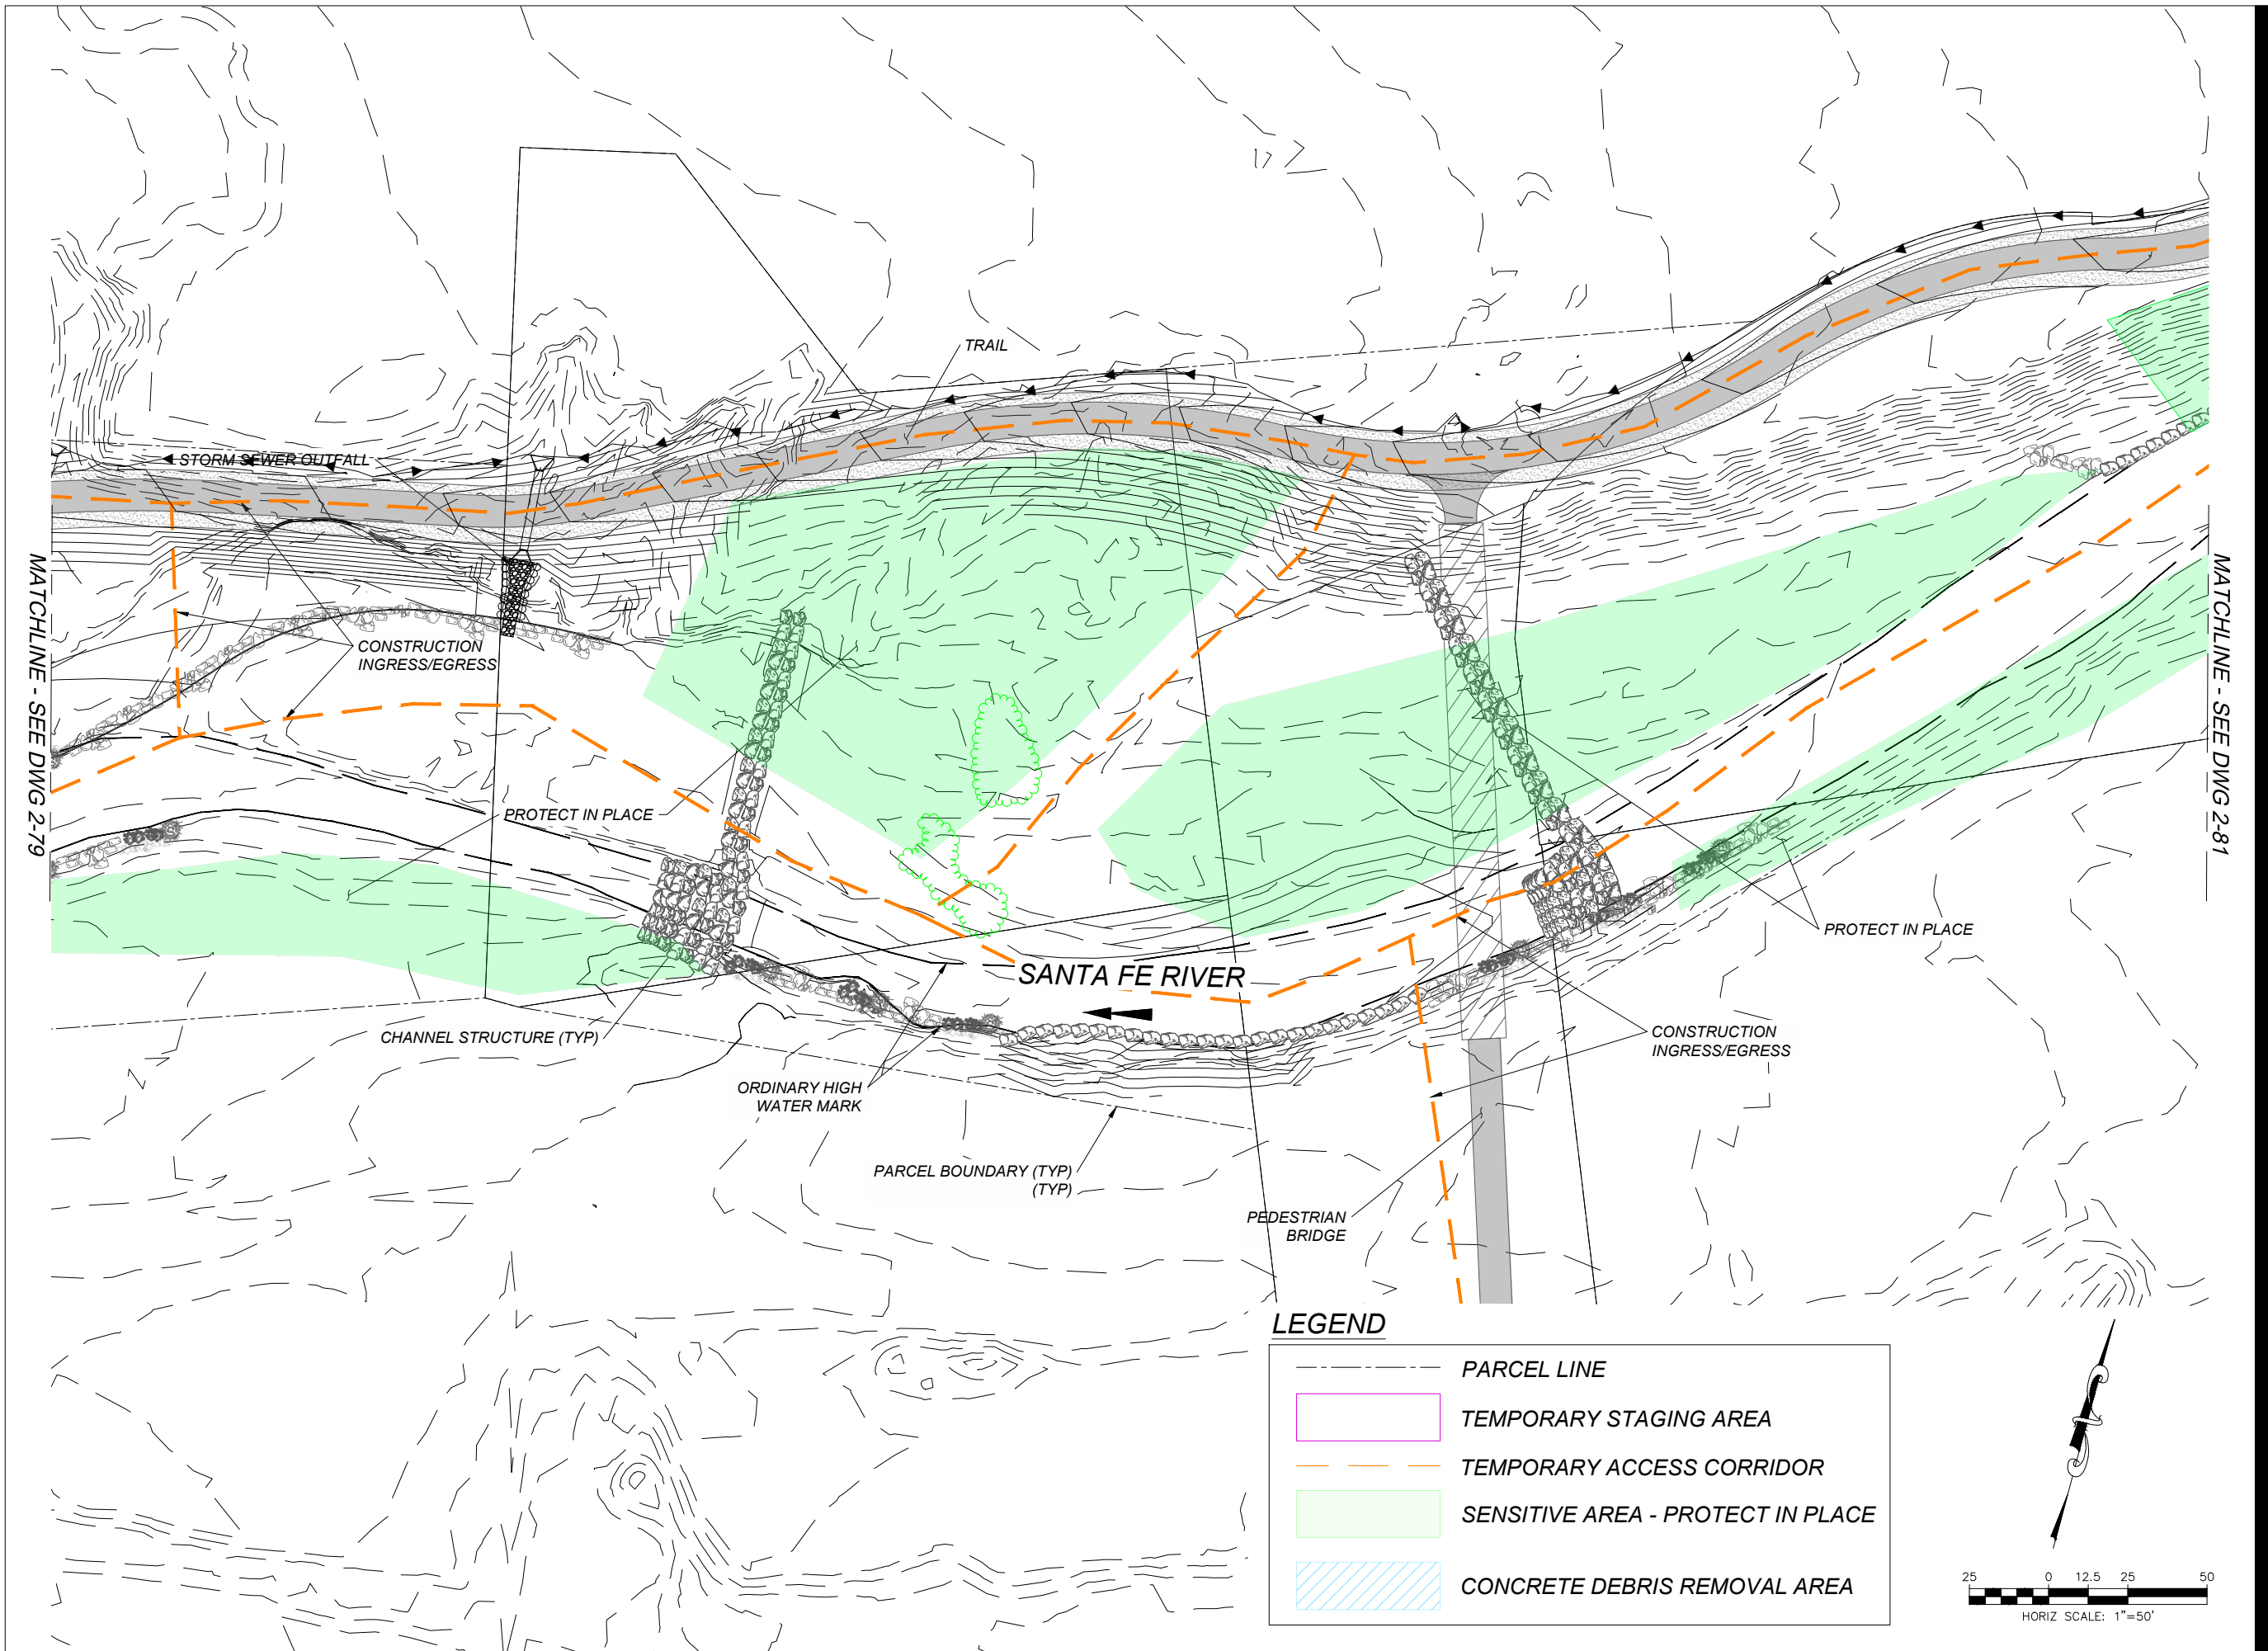 TRAIL
STORM SEWER OUTFALL
MATCHLINE - SEE DWG 2-79
MATCHLINE - SEE DWG 2-81
CONSTRUCTION
INGRESS/EGRESS
PROTECT IN PLACE
PROTECT IN PLACE
SANTA FE RIVER
CHANNEL STRUCTURE (TYP)
CONSTRUCTION
INGRESS/EGRESS
ORDINARY HIGH
WATER MARK
PARCEL BOUNDARY (TYP)
(TYP)
PEDESTRIAN
BRIDGE
LEGEND
PARCEL LINE
TEMPORARY STAGING AREA
TEMPORARY ACCESS CORRIDOR
SENSITIVE AREA - PROTECT IN PLACE
CONCRETE DEBRIS REMOVAL AREA
25 0 12.5 25 50
HORIZ SCALE: 1"=50'